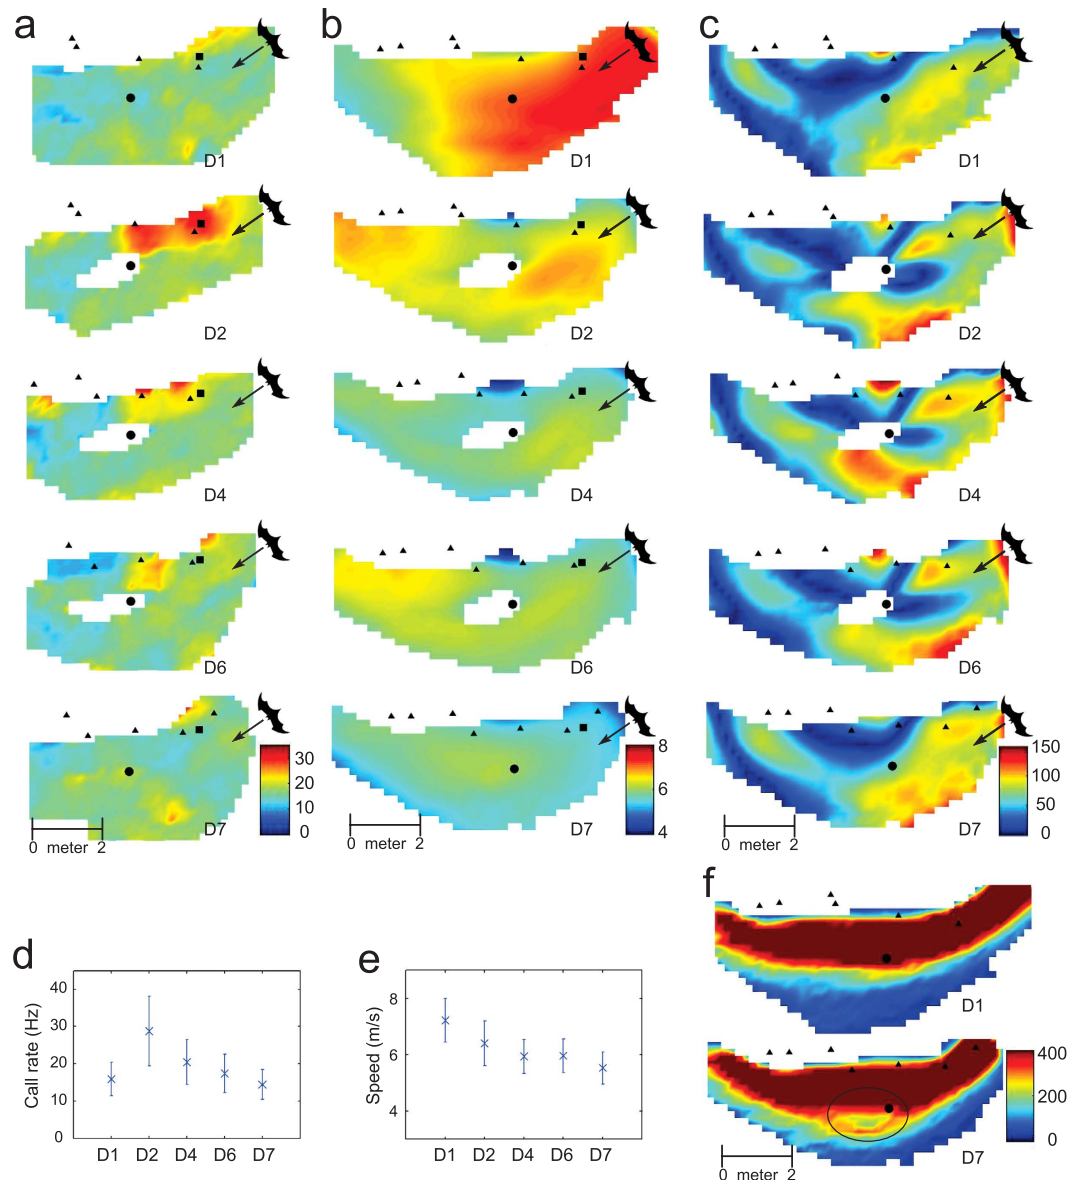 a
b
c
D1
D1
D1
D2
D2
D2
D4
D4
D4
D6
D6
D6
D7
30
20
10
0
0 meter 2
D7
8
6
4
0 meter 2
D7
150
100
50
0
0 meter 2
d
Call rate (Hz)
40
30
20
10
0
D1 D2 D4 D6 D7
e
Speed (m/s)
8
6
4
D1 D2 D4 D6 D7
f
D1
D7
400
200
0
0 meter 2